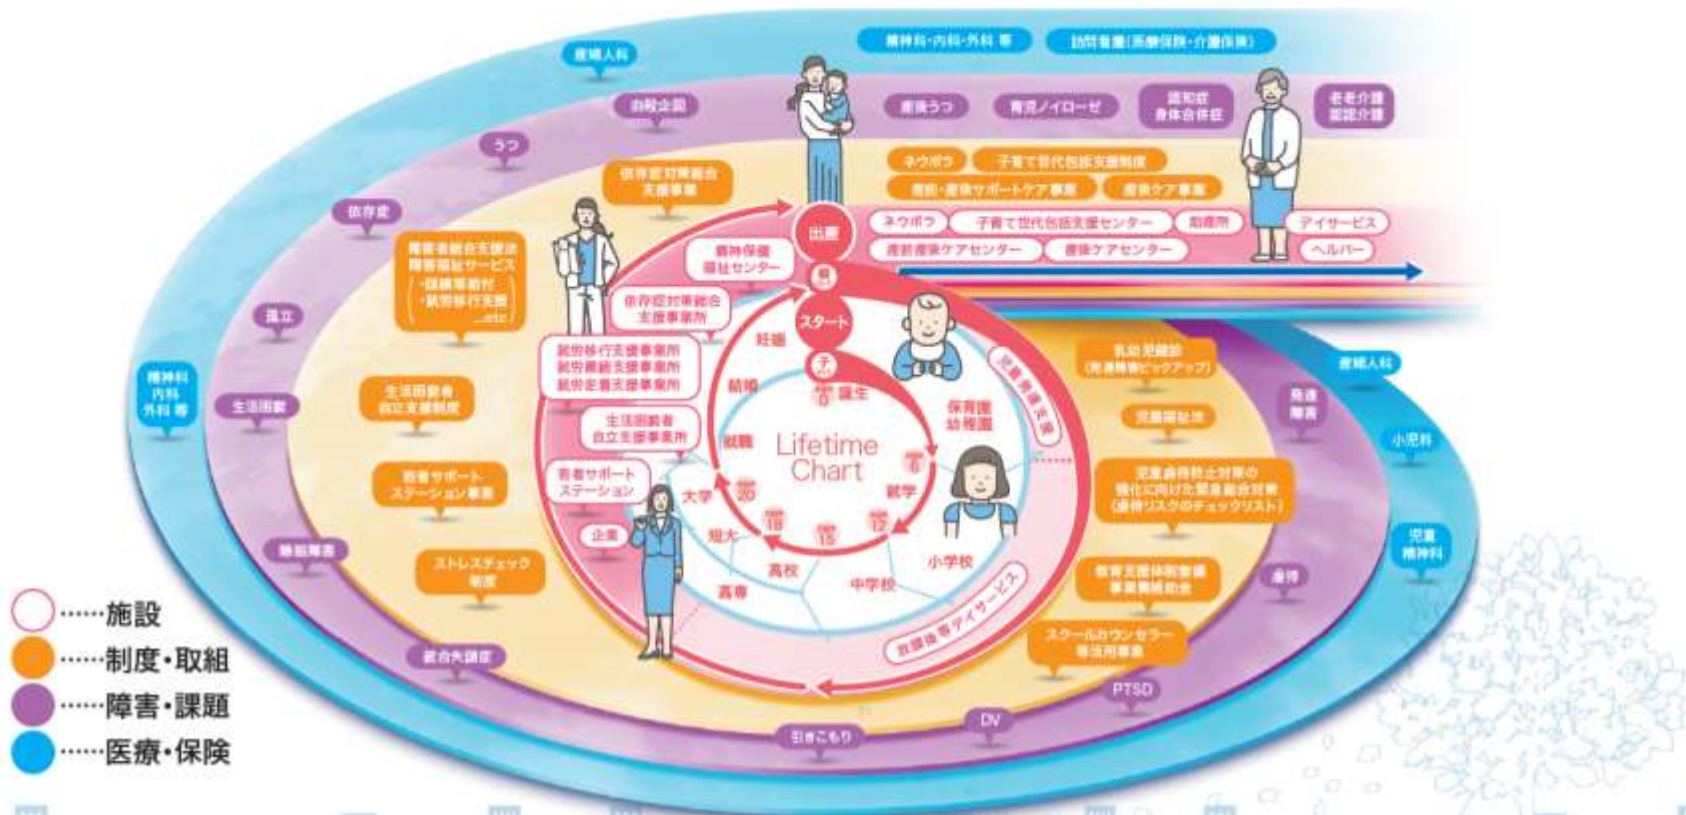 産婦人科
精神科・内科・外科 等
訪問看護(医療保険・介護保険)
自殺企図
産後うつ
育児ノイローゼ
認知症
身体合併症
老老介護
認認介護
うつ
依存症対策総合
支援事業
ネウボラ
子育て世代包括支援制度
産前・産後サポートケア事業
産後ケア事業
依存症
ネウボラ
子育て世代包括支援センター
助産所
デイサービス
産前産後ケアセンター
産後ケアセンター
ヘルパー
出産
親
障害者総合支援法
障害福祉サービス
・訓練等給付
・就労移行支援
...etc
精神保健
福祉センター
依存症対策総合
支援事業所
スタート
妊娠
子
孤立
就労移行支援事業所
就労継続支援事業所
就労定着支援事業所
結婚
0
誕生
児童発達支援
乳幼児健診
(発達障害ピックアップ)
産婦人科
精神科
内科
外科 等
生活困窮
生活困窮者
自立支援制度
生活困窮者
自立支援事業所
就職
Lifetime
Chart
保育園
幼稚園
児童福祉法
発達
障害
小児科
若者サポート
ステーション事業
若者サポート
ステーション
大学
20
6
就学
児童虐待防止対策の
強化に向けた緊急総合対策
(虐待リスクのチェックリスト)
企業
短大
18
15
12
児童
精神科
睡眠障害
ストレスチェック
制度
高専
高校
中学校
小学校
教育支援体制整備
事業費補助金
虐待
放課後等デイサービス
スクールカウンセラー
等活用事業
統合失調症
PTSD
DV
引きこもり
……施設
……制度・取組
……障害・課題
……医療・保険